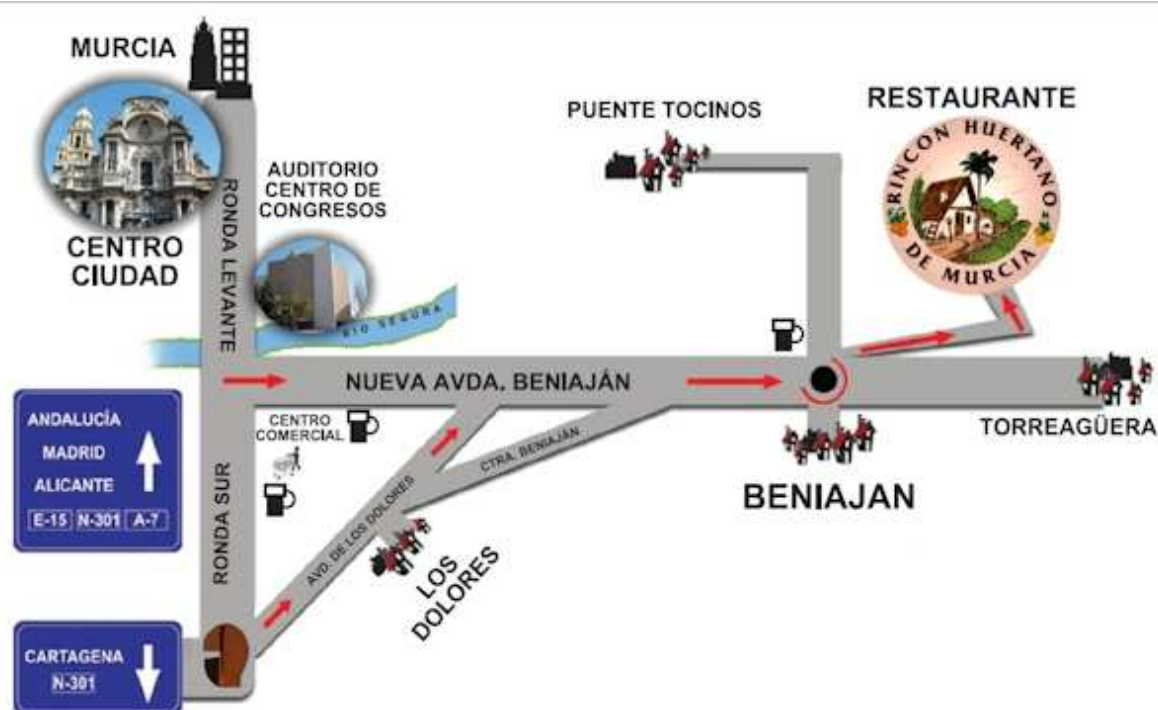 MURCIA
CENTRO
CIUDAD
RONDA LEVANTE
AUDITORIO
CENTRO DE
CONGRESOS
RIO SEGURA
PUENTE TOCINOS
RESTAURANTE
RINCON HUERTANO
DE MURCIA
NUEVA AVDA. BENIAJÁN
TORREAGÜERA
BENIAJAN
CENTRO
COMERCIAL
CTRA. BENIAJÁN
AVD. DE LOS DOLORES
LOS
DOLORES
RONDA SUR
ANDALUCÍA
MADRID
ALICANTE
E-15 N-301 A-7
CARTAGENA
N-301